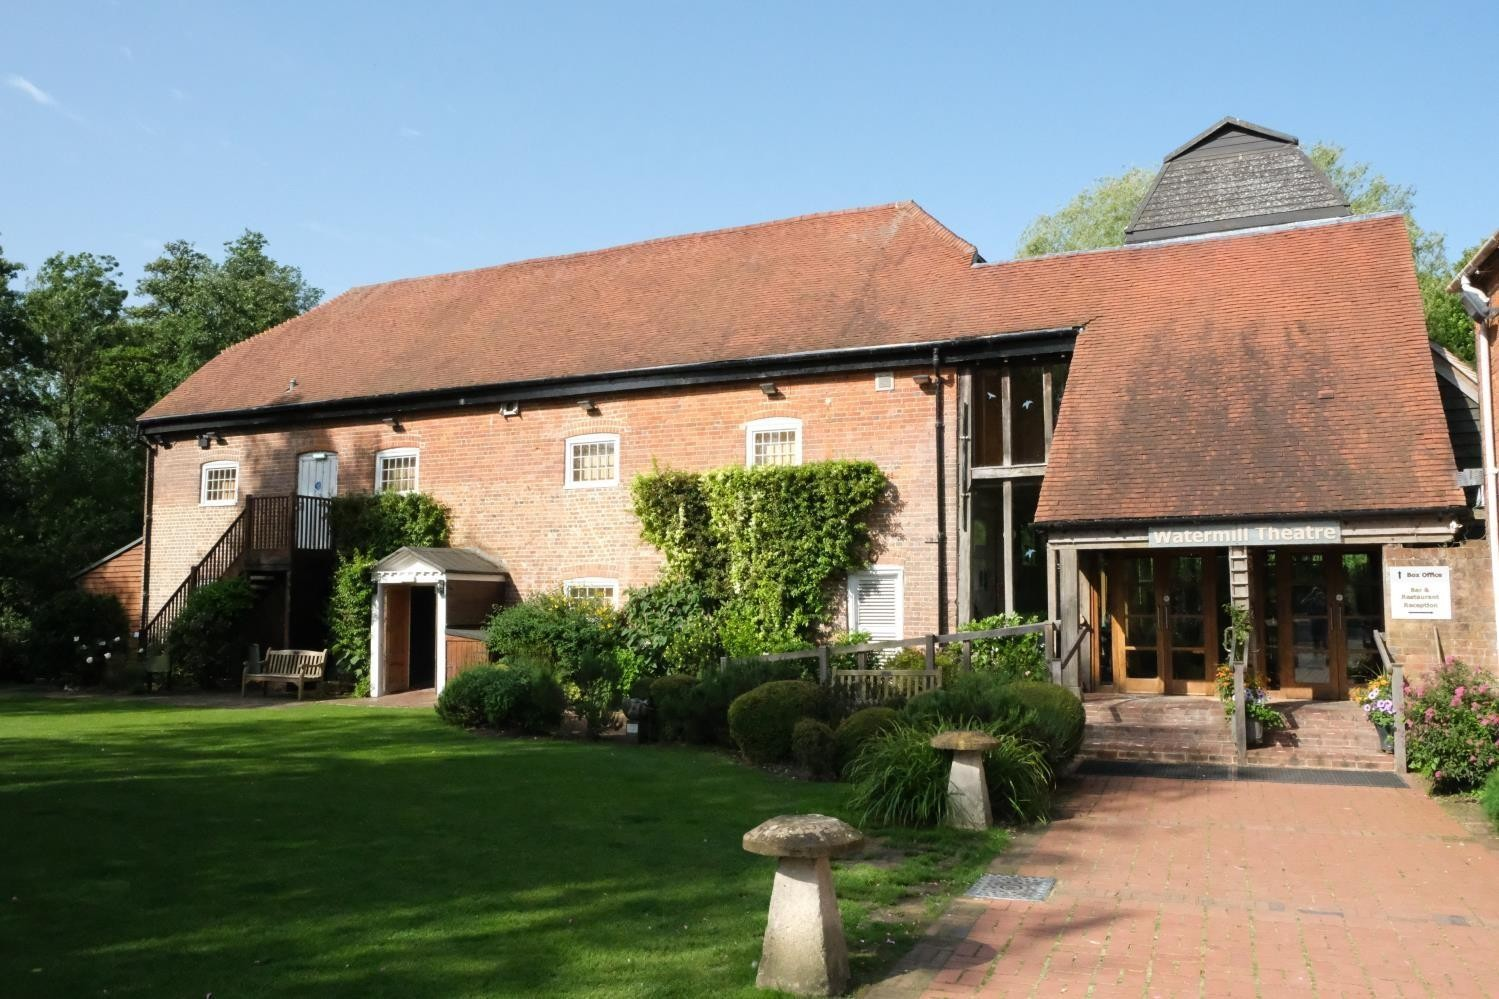 Watermill Theatre
↑ Box Office
Bar &
Restaurant
Reception